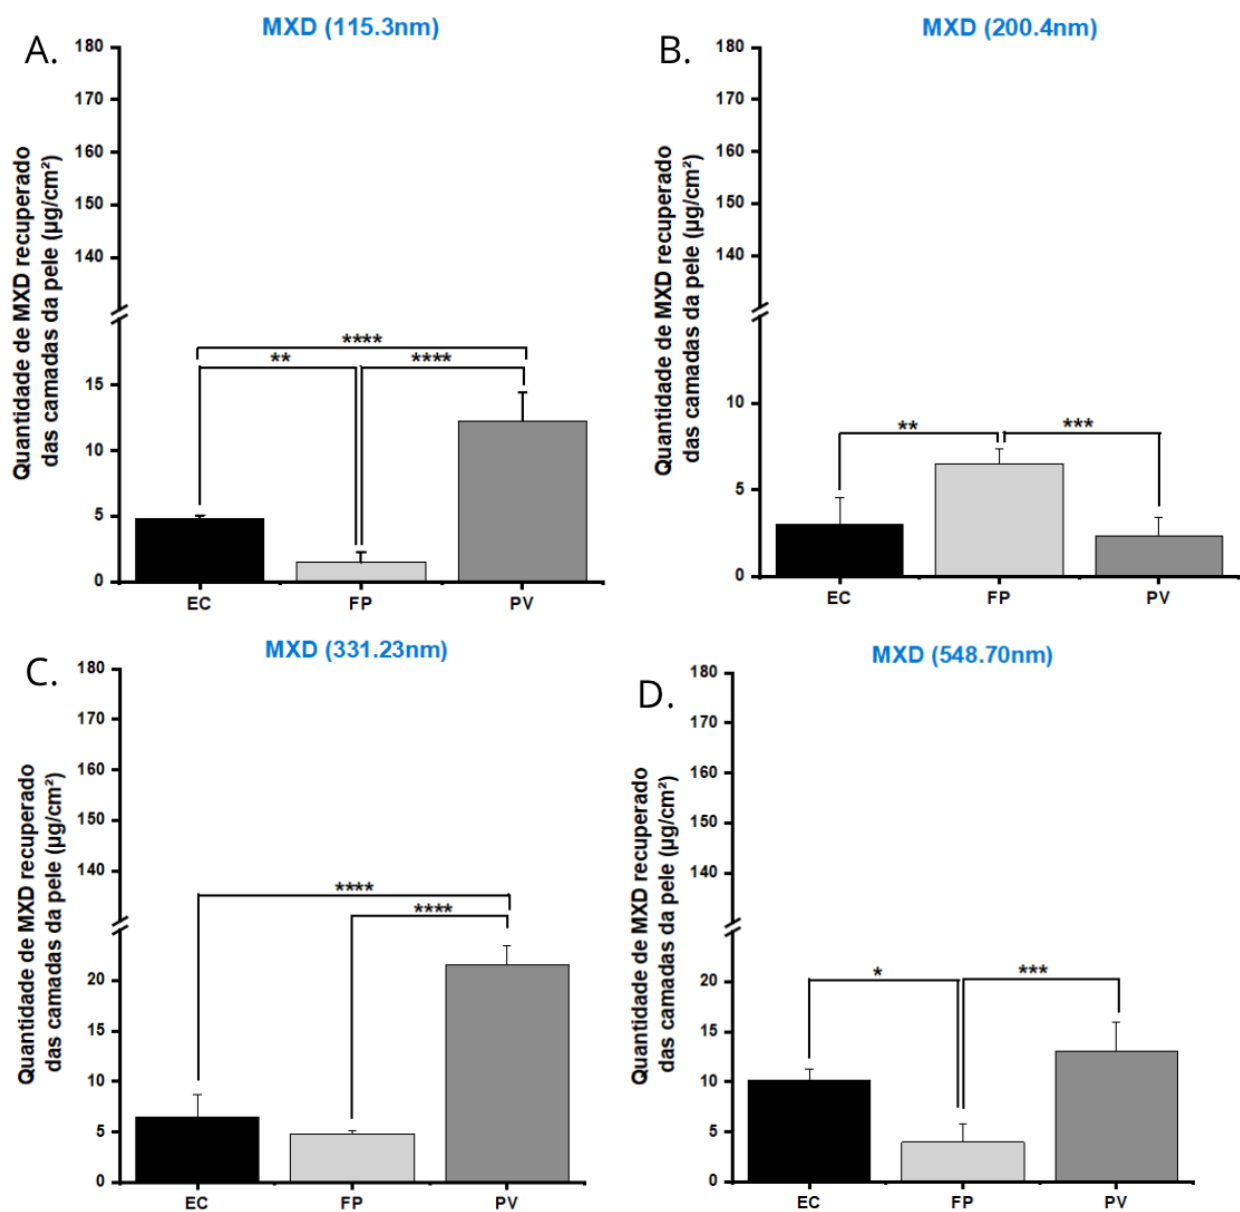 A.
MXD (115.3nm)
Quantidade de MXD recuperado
das camadas da pele (µg/cm²)
180
170
160
150
140
15
10
5
0
****
**
****
EC
FP
PV
B.
MXD (200.4nm)
Quantidade de MXD recuperado
das camadas da pele (µg/cm²)
180
170
160
150
140
10
5
0
**
***
EC
FP
PV
C.
MXD (331.23nm)
Quantidade de MXD recuperado
das camadas da pele (µg/cm²)
180
170
160
150
140
20
15
10
5
0
****
****
EC
FP
PV
D.
MXD (548.70nm)
Quantidade de MXD recuperado
das camadas da pele (µg/cm²)
180
170
160
150
140
20
15
10
5
0
*
***
EC
FP
PV